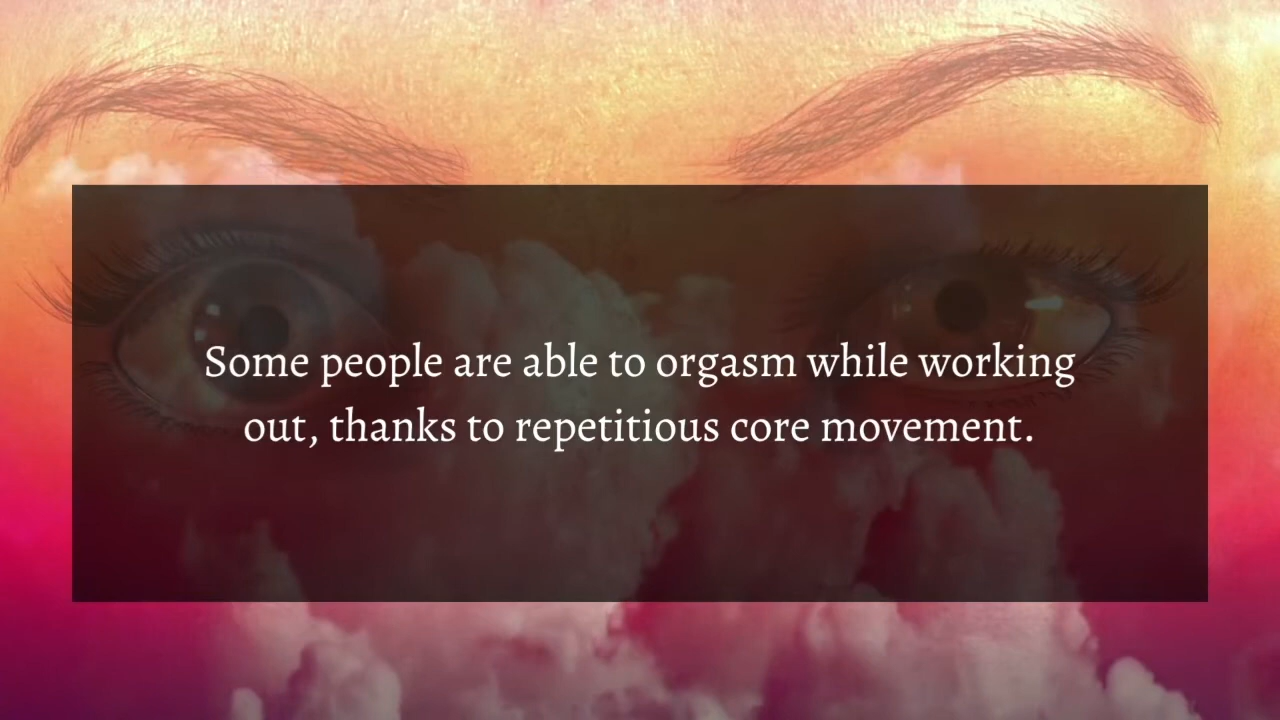 Some people are able to orgasm while working
out, thanks to repetitious core movement.